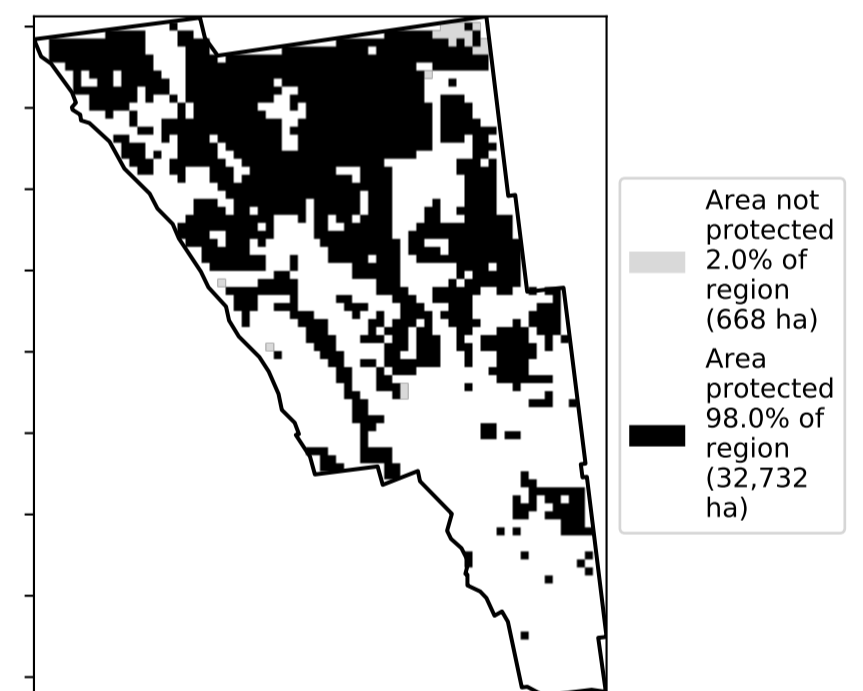 Area not
protected
2.0% of
region
(668 ha)
Area
protected
98.0% of
region
(32,732
ha)